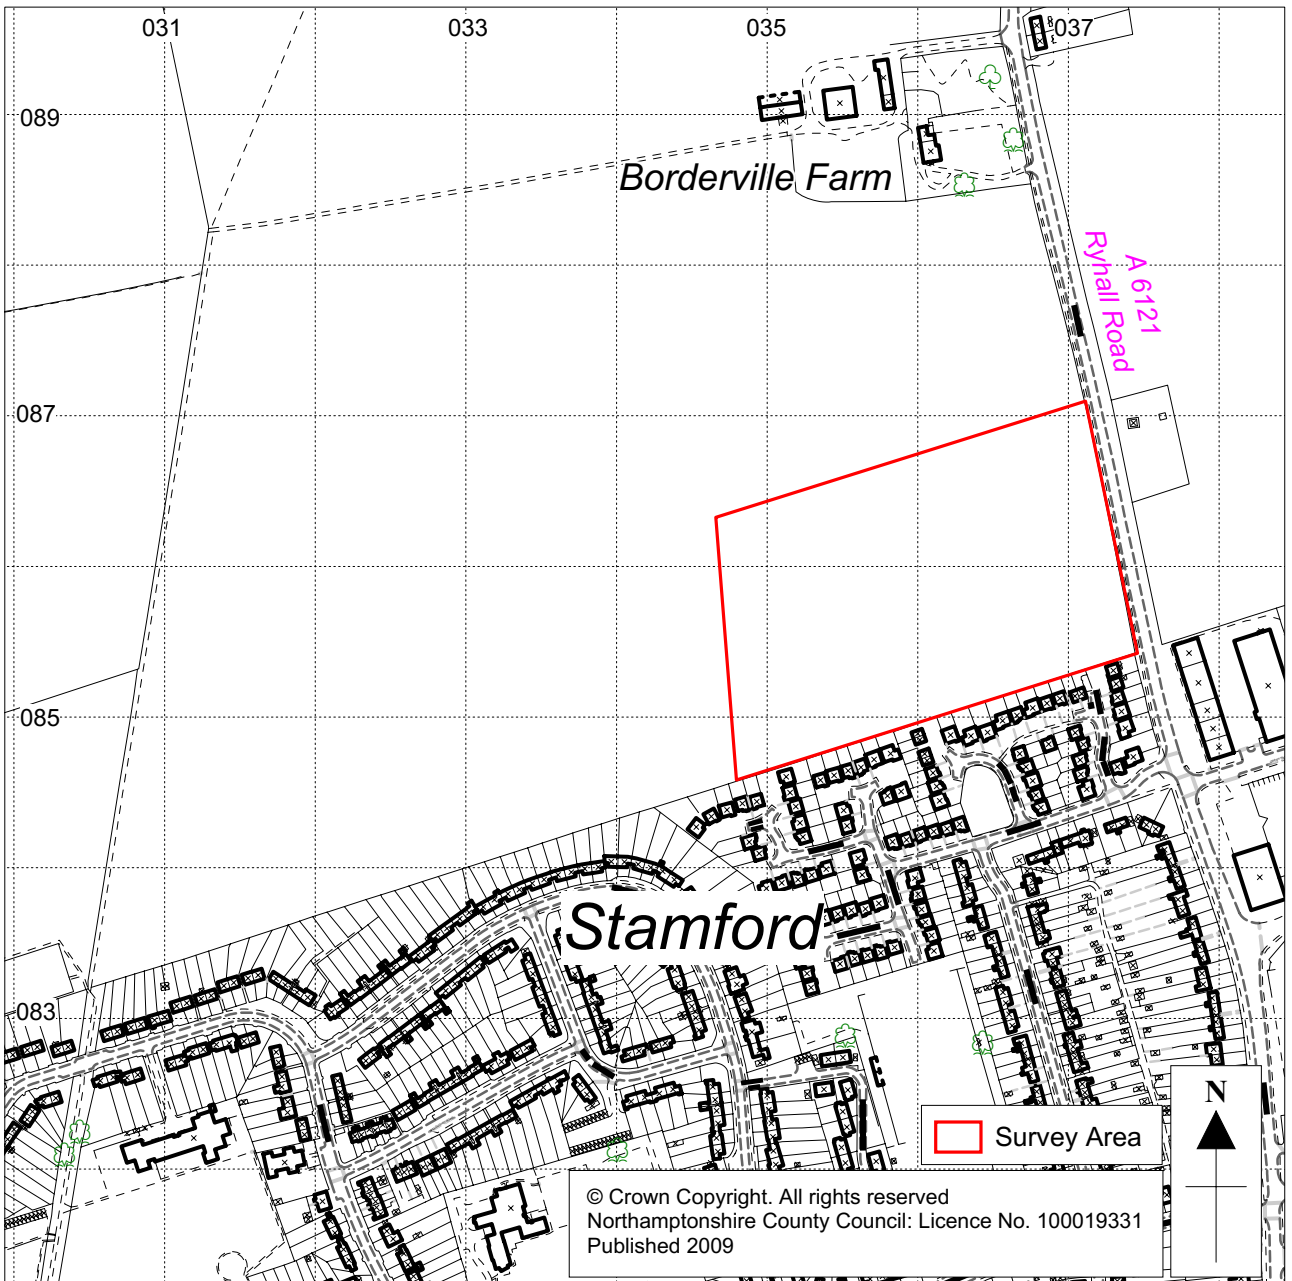 031
033
035
037
089
Borderville Farm
A 6121
Ryhall Road
087
085
Stamford
083
N
Survey Area
© Crown Copyright. All rights reserved
Northamptonshire County Council: Licence No. 100019331
Published 2009